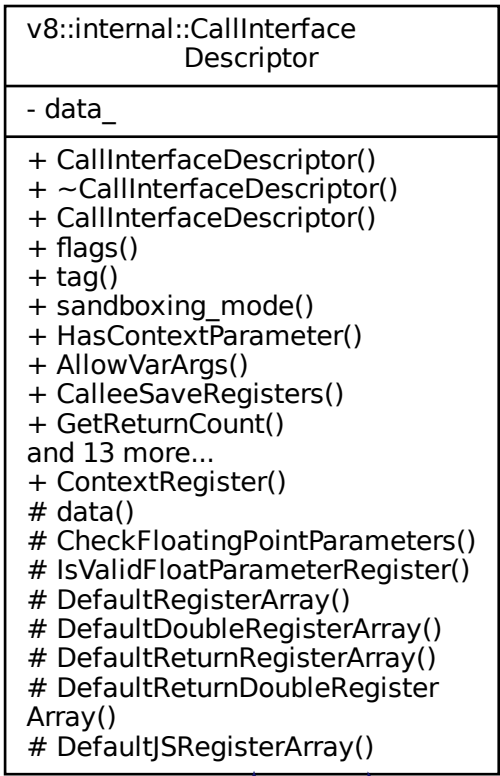 v8::internal::CallInterface
Descriptor
- data_
+ CallInterfaceDescriptor()
+ ~CallInterfaceDescriptor()
+ CallInterfaceDescriptor()
+ flags()
+ tag()
+ sandboxing_mode()
+ HasContextParameter()
+ AllowVarArgs()
+ CalleeSaveRegisters()
+ GetReturnCount()
and 13 more...
+ ContextRegister()
# data()
# CheckFloatingPointParameters()
# IsValidFloatParameterRegister()
# DefaultRegisterArray()
# DefaultDoubleRegisterArray()
# DefaultReturnRegisterArray()
# DefaultReturnDoubleRegister
Array()
# DefaultJSRegisterArray()